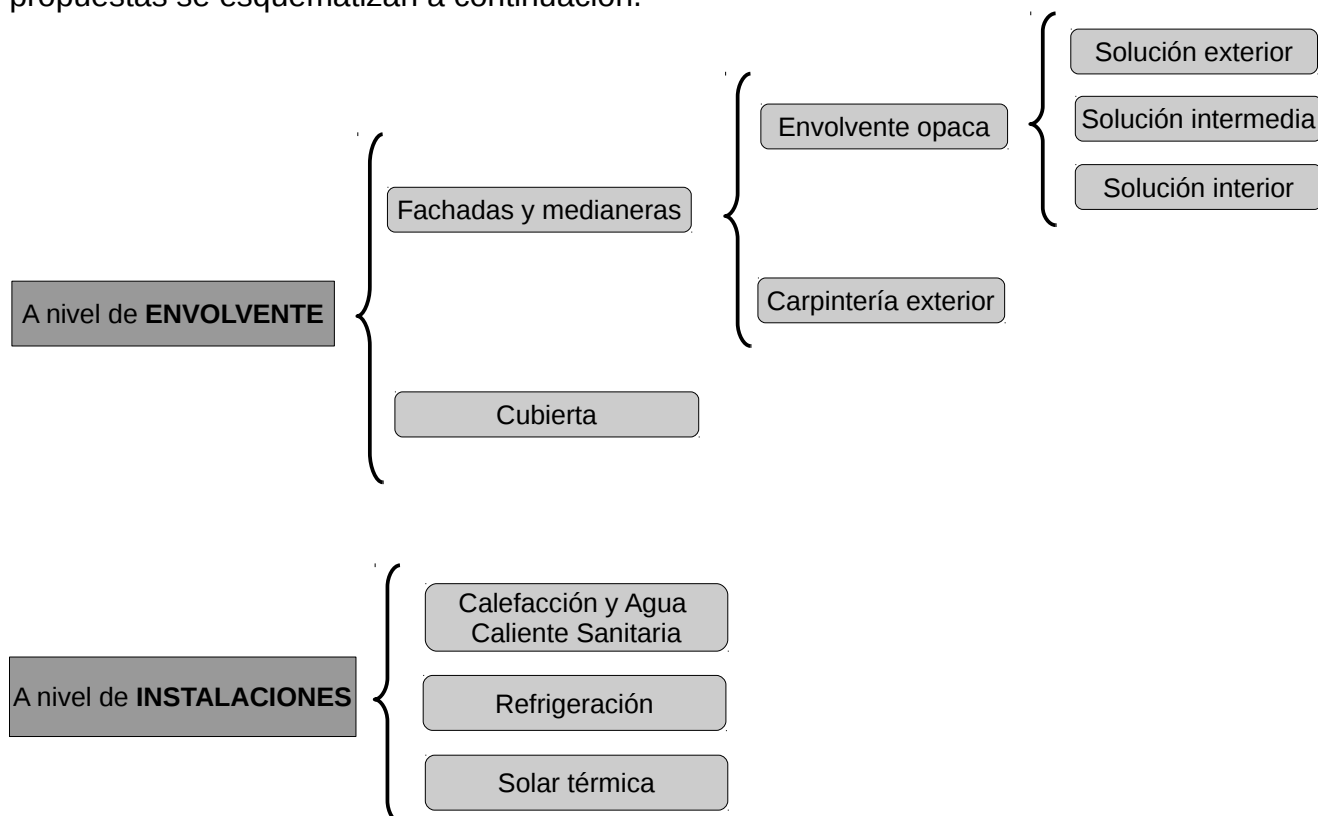 propuestas se esquematizan a continuación:
Solución exterior
Envolvente opaca
Solución intermedia
Solución interior
Fachadas y medianeras
Carpintería exterior
A nivel de ENVOLVENTE
Cubierta
Calefacción y Agua
Caliente Sanitaria
A nivel de INSTALACIONES
Refrigeración
Solar térmica